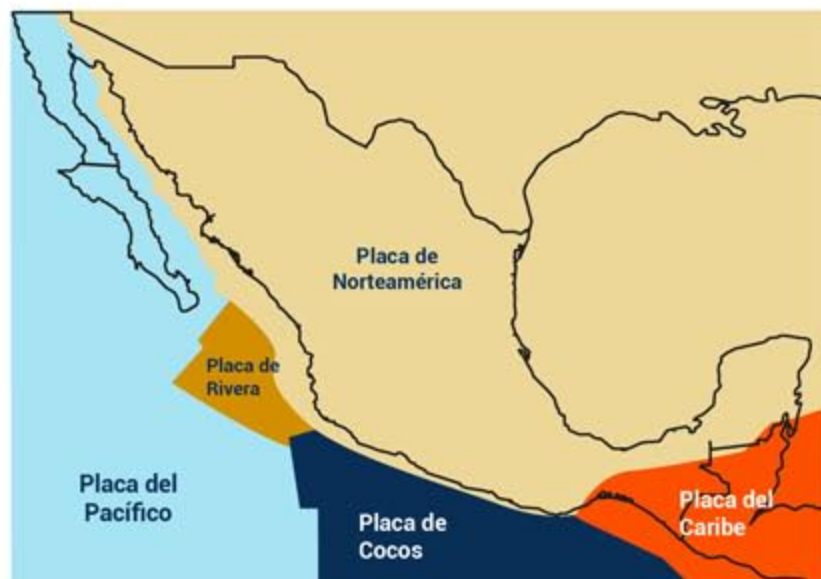 Placa de
Norteamérica
Placa de
Rivera
Placa del
Pacífico
Placa de
Cocos
Placa del
Caribe